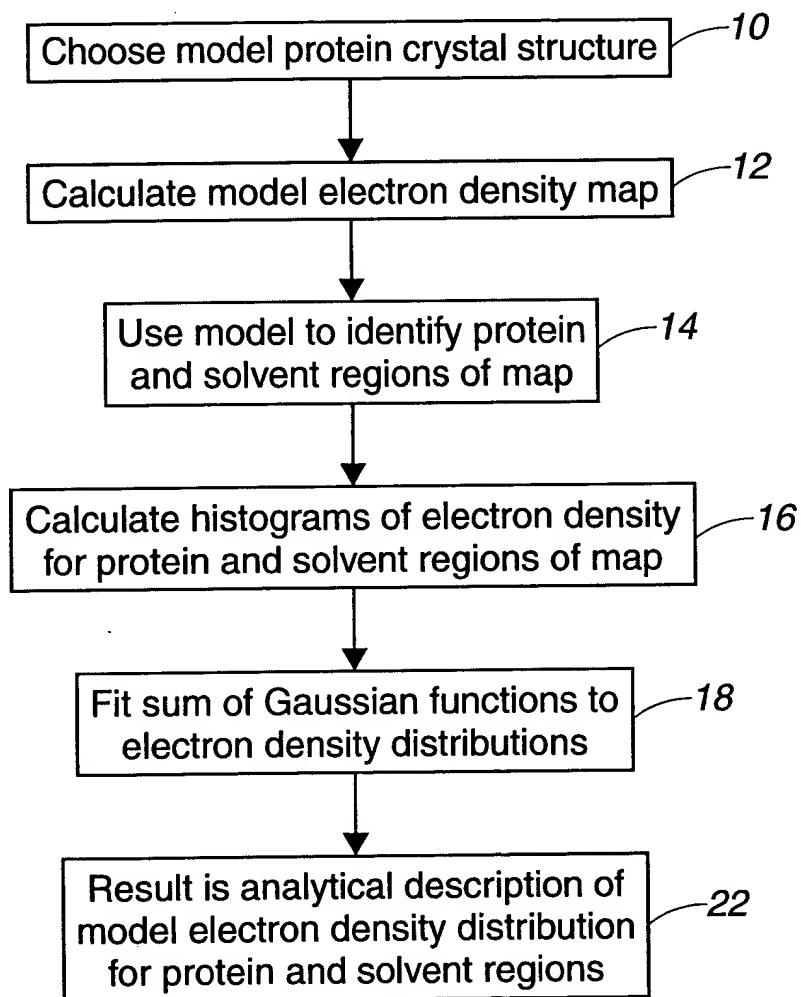 Choose model protein crystal structure
10
Calculate model electron density map
12
Use model to identify protein
and solvent regions of map
14
Calculate histograms of electron density
for protein and solvent regions of map
16
Fit sum of Gaussian functions to
electron density distributions
18
Result is analytical description of
model electron density distribution
for protein and solvent regions
22